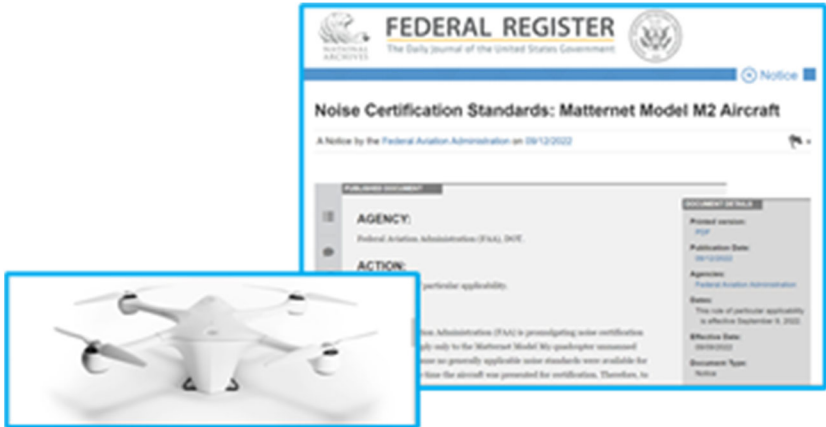 NATIONAL
ARCHIVES
FEDERAL REGISTER
The Daily Journal of the United States Government
Notice
Noise Certification Standards: Matternet Model M2 Aircraft
A Notice by the Federal Aviation Administration on 09/12/2022
PUBLISHED DOCUMENT
AGENCY:
Federal Aviation Administration (FAA), DOT.
ACTION:
particular applicability.
Administration (FAA) is promulgating noise certification
only to the Matternet Model M2 quadcopter unmanned
no generally applicable noise standards were available for
time the aircraft was presented for certification. Therefore, to
DOCUMENT DETAILS
Printed version:
PDF
Publication Date:
09/12/2022
Agencies:
Federal Aviation Administration
Dates:
This rule of particular applicability
is effective September 9, 2022.
Effective Date:
09/09/2022
Document Type:
Notice